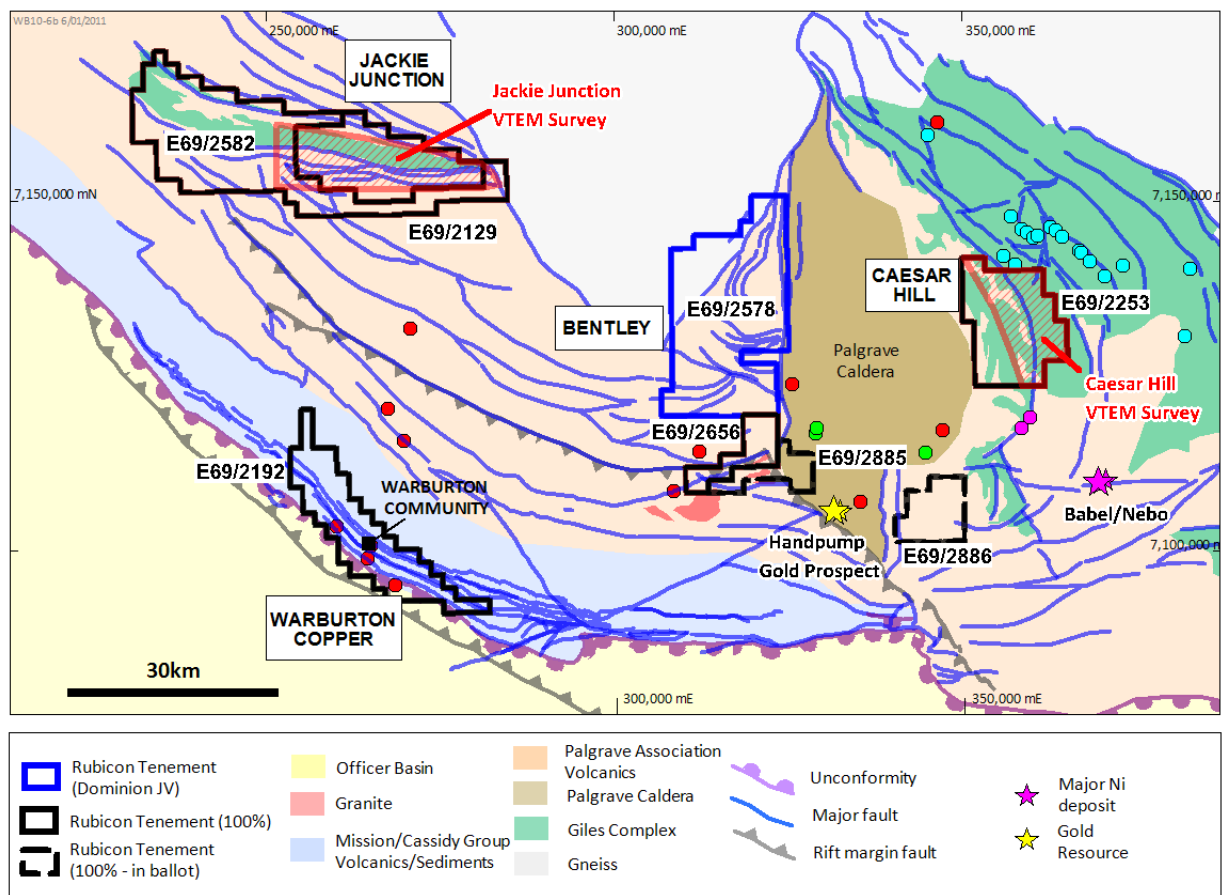 WB10-6b 6/01/2011
250,000 mE
300,000 mE
350,000 mE
JACKIE
JUNCTION
Jackie Junction
VTEM Survey
E69/2582
7,150,000 mN
7,150,000 mN
E69/2129
CAESAR
HILL
E69/2253
E69/2578
BENTLEY
Palgrave
Caldera
Caesar Hill
VTEM Survey
E69/2656
E69/2885
E69/2192
WARBURTON
COMMUNITY
Babel/Nebo
Handpump
Gold Prospect
E69/2886
7,100,000 mN
WARBURTON
COPPER
30km
300,000 mE
350,000 mE
Rubicon Tenement
(Dominion JV)
Rubicon Tenement (100%)
Rubicon Tenement
(100% - in ballot)
Officer Basin
Granite
Mission/Cassidy Group
Volcanics/Sediments
Palgrave Association
Volcanics
Palgrave Caldera
Giles Complex
Gneiss
Unconformity
Major fault
Rift margin fault
Major Ni
deposit
Gold
Resource